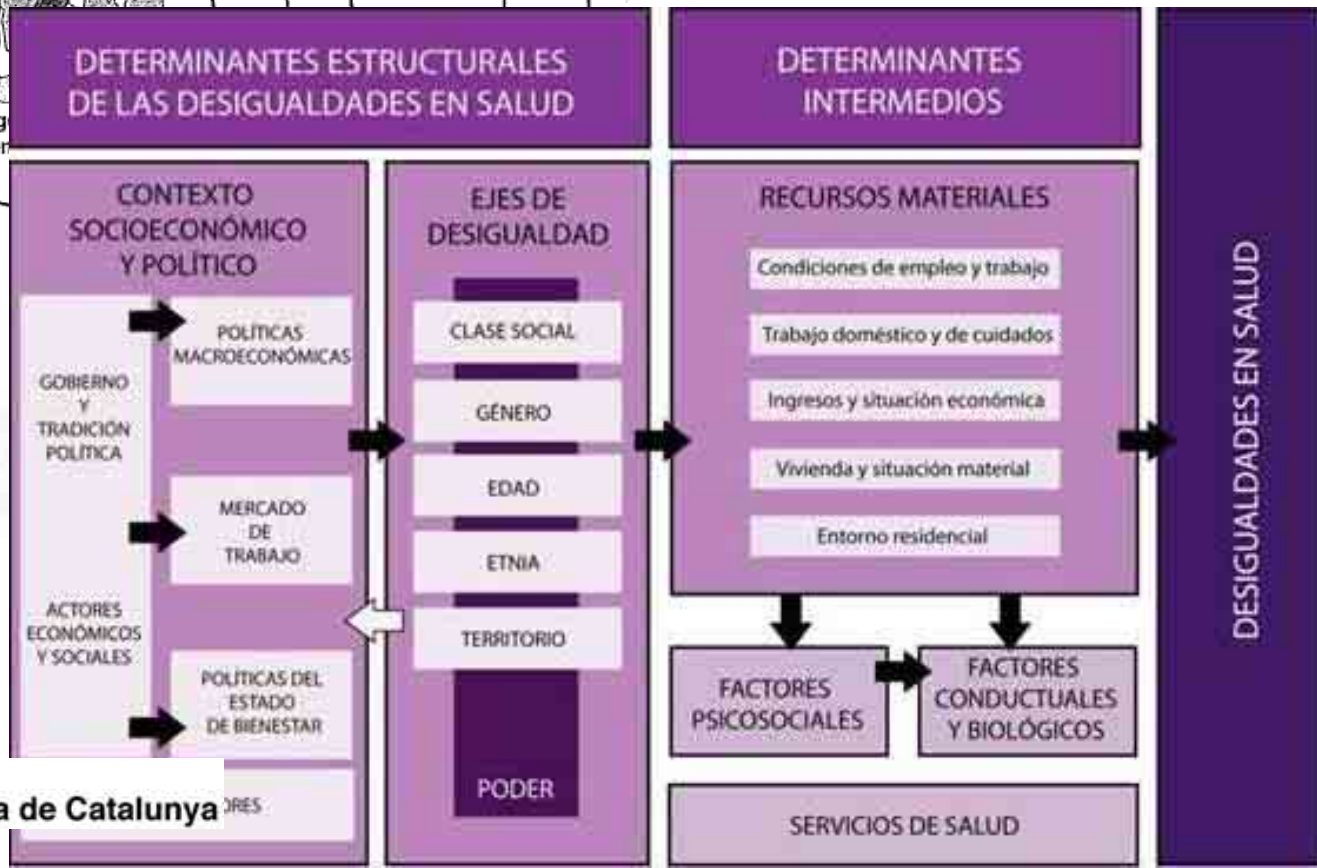 DETERMINANTES ESTRUCTURALES
DE LAS DESIGUALDADES EN SALUD
CONTEXTO
SOCIOECONÓMICO
Y POLÍTICO
GOBIERNO
Y
TRADICIÓN
POLÍTICA
ACTORES
ECONÓMICOS
Y SOCIALES
POLÍTICAS
MACROECONÓMICAS
MERCADO
DE
TRABAJO
POLÍTICAS DEL
ESTADO
DE BIENESTAR
a de Catalunya
ORES
EJES DE
DESIGUALDAD
CLASE SOCIAL
GÉNERO
EDAD
ETNIA
TERRITORIO
PODER
DETERMINANTES
INTERMEDIOS
RECURSOS MATERIALES
Condiciones de empleo y trabajo
Trabajo doméstico y de cuidados
Ingresos y situación económica
Vivienda y situación material
Entorno residencial
FACTORES
PSICOSOCIALES
FACTORES
CONDUCTUALES
Y BIOLÓGICOS
SERVICIOS DE SALUD
DESIGUALDADES EN SALUD